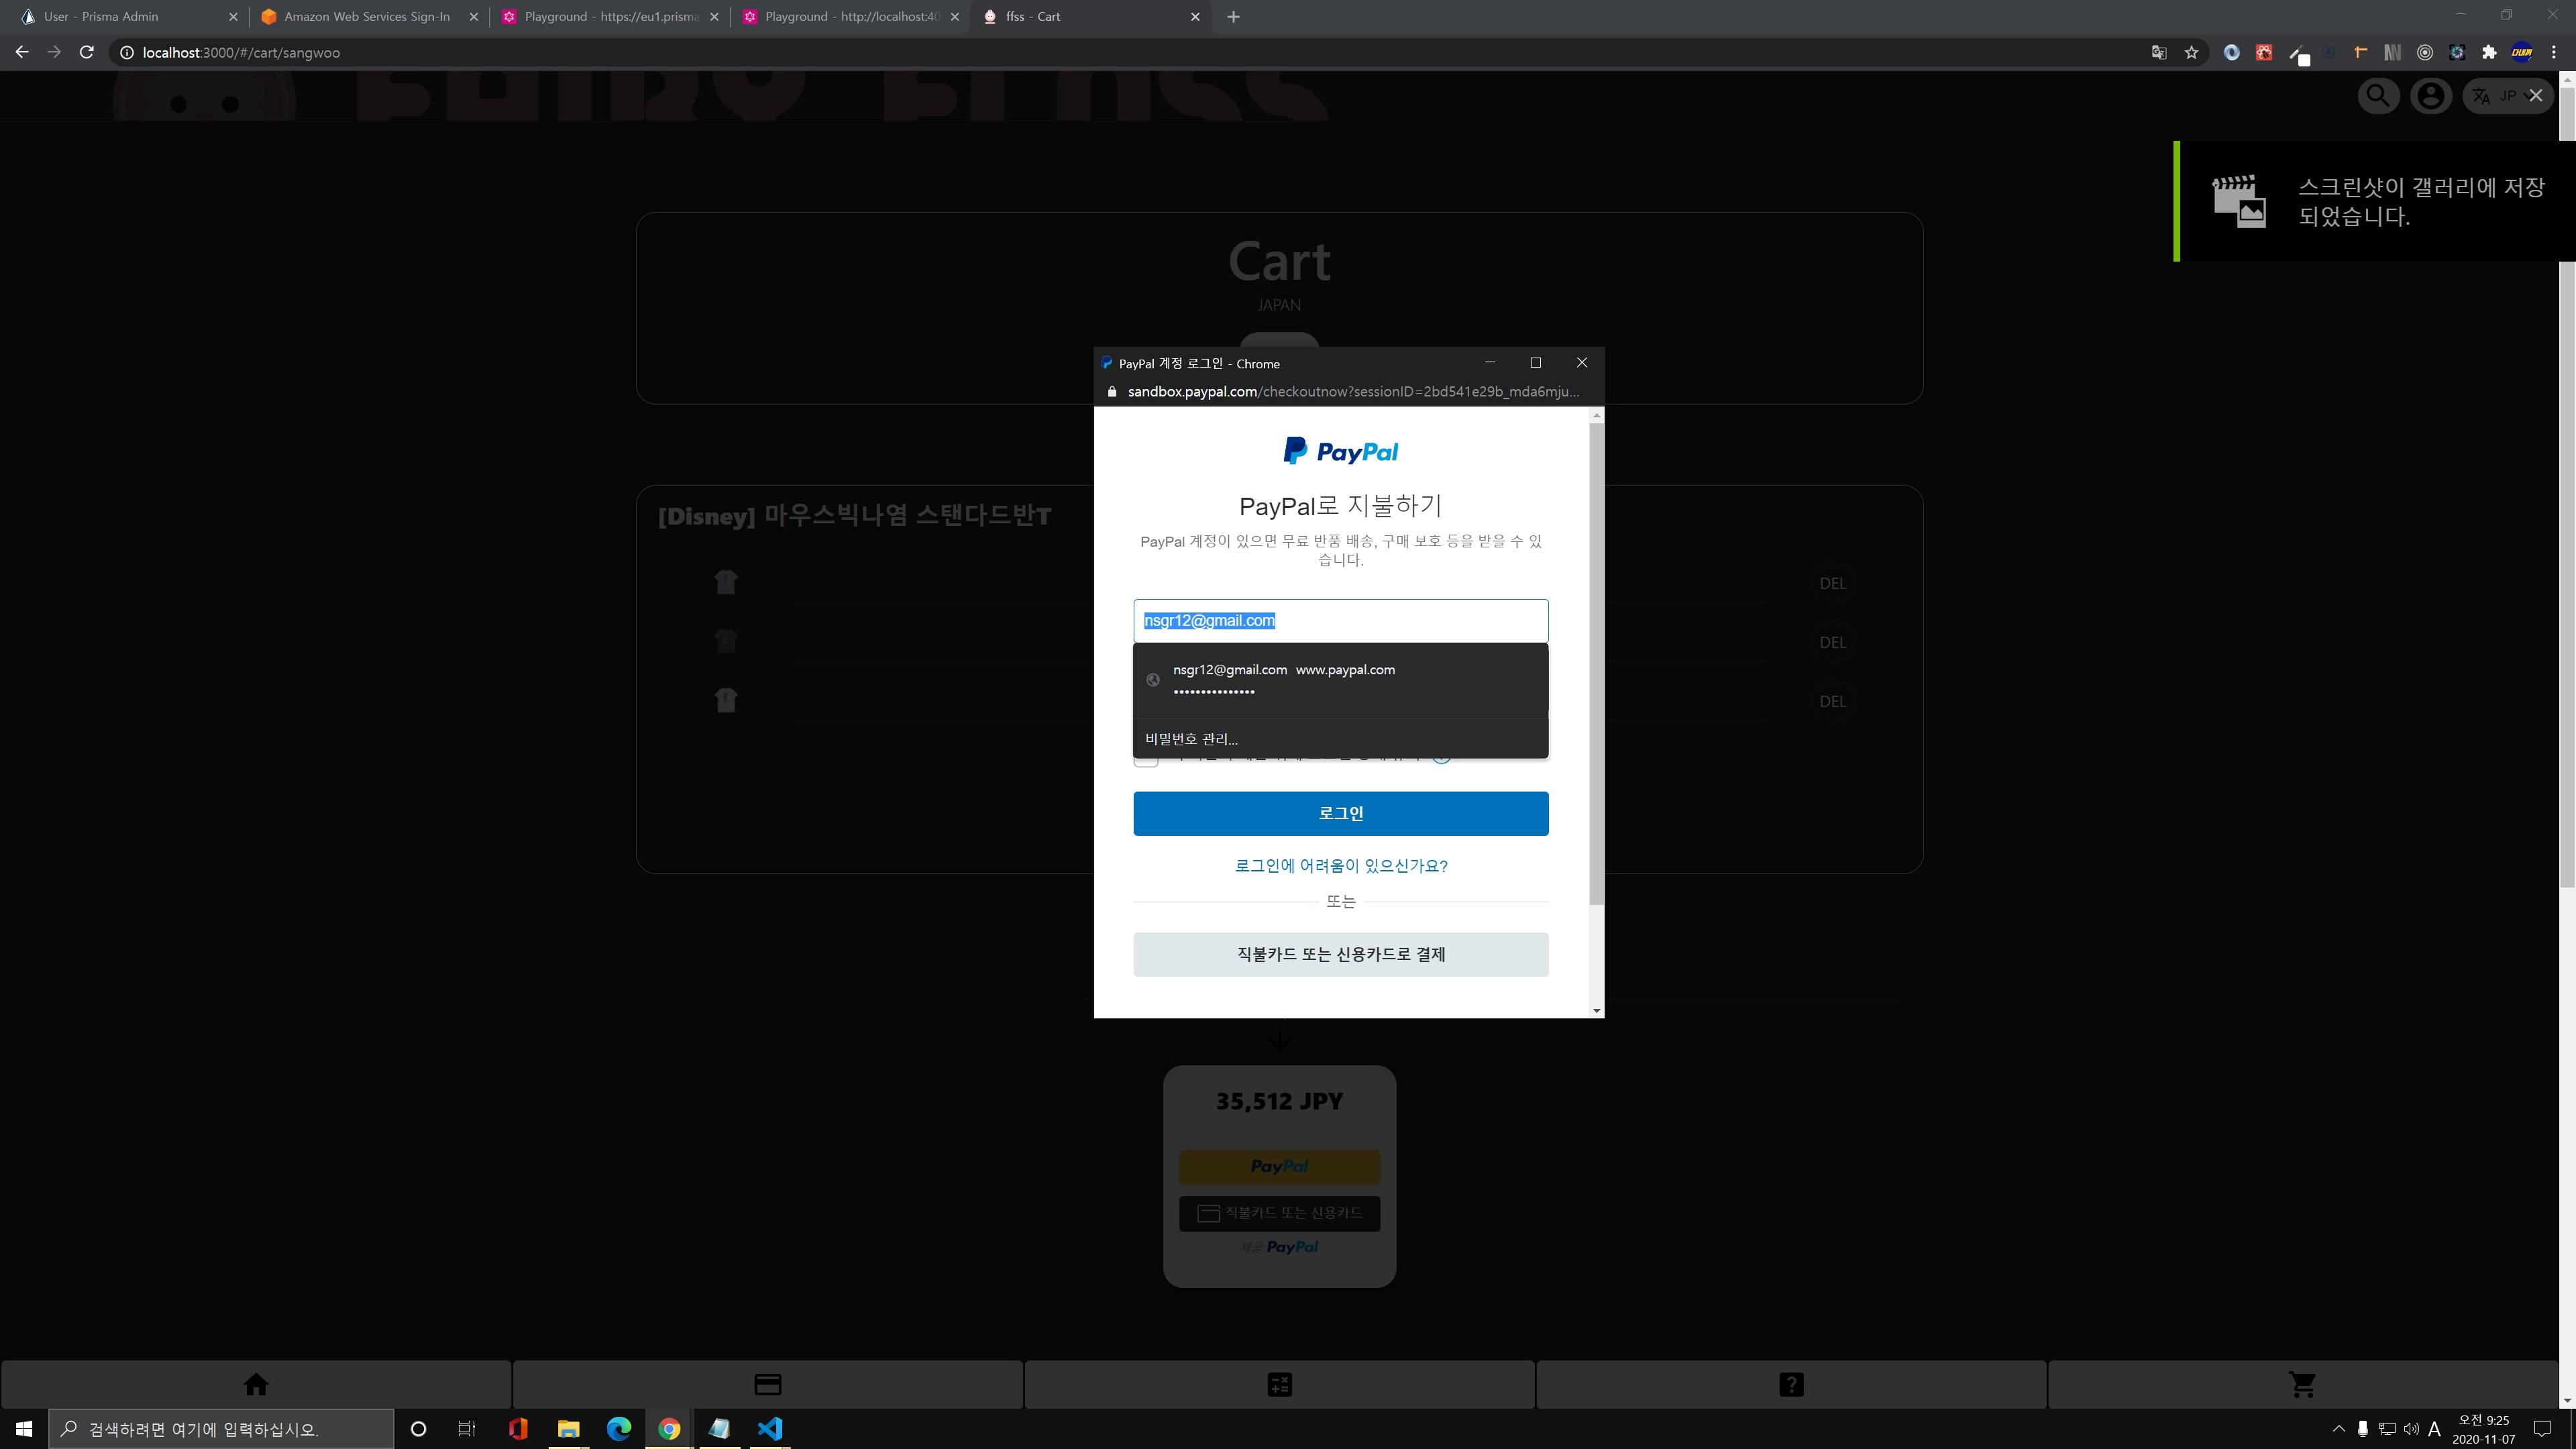 User - Prisma Admin
Amazon Web Services Sign-In
Playground - https://eu1.prisma
Playground - http://localhost:40
ffss - Cart
localhost:3000/#/cart/sangwoo
FAIRY FLOSS
JP
스크린샷이 갤러리에 저장
되었습니다.
Cart
JAPAN
PayPal 계정 로그인 - Chrome
sandbox.paypal.com/checkoutnow?sessionID=2bd541e29b_mda6mju...
PayPal
PayPal로 지불하기
PayPal 계정이 있으면 무료 반품 배송, 구매 보호 등을 받을 수 있
습니다.
nsgr12@gmail.com
nsgr12@gmail.com www.paypal.com
•••••••••••••••
비밀번호 관리...
로그인
로그인에 어려움이 있으신가요?
또는
직불카드 또는 신용카드로 결제
[Disney] 마우스빅나염 스탠다드반T
DEL
DEL
DEL
35,512 JPY
PayPal
직불카드 또는 신용카드
제공: PayPal
검색하려면 여기에 입력하십시오.
A
오전 9:25
2020-11-07